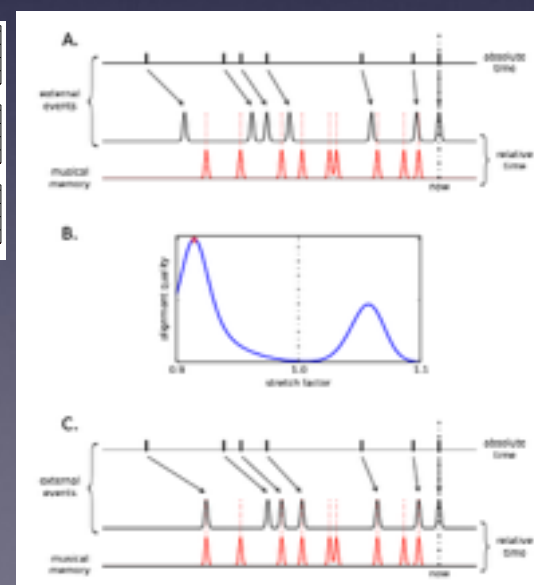 A.
absolute
time
external
events
relative
time
musical
memory
now
B.
alignment quality
0.9
1.0
1.1
stretch factor
C.
absolute
time
external
events
relative
time
musical
memory
now